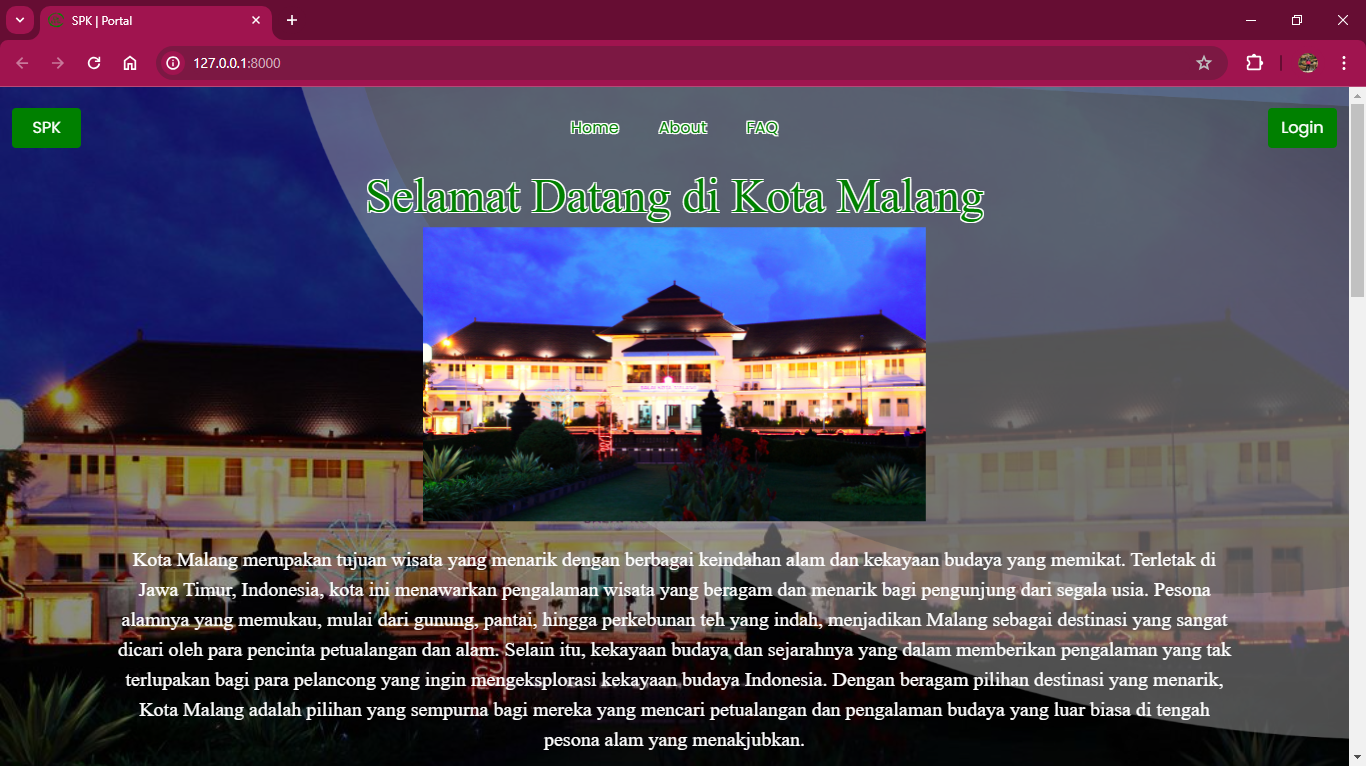 SPK | Portal
127.0.0.1:8000
SPK
Home About FAQ
Login
Selamat Datang di Kota Malang
Kota Malang merupakan tujuan wisata yang menarik dengan berbagai keindahan alam dan kekayaan budaya yang memikat. Terletak di
Jawa Timur, Indonesia, kota ini menawarkan pengalaman wisata yang beragam dan menarik bagi pengunjung dari segala usia. Pesona
alamnya yang memukau, mulai dari gunung, pantai, hingga perkebunan teh yang indah, menjadikan Malang sebagai destinasi yang sangat
dicari oleh para pencinta petualangan dan alam. Selain itu, kekayaan budaya dan sejarahnya yang dalam memberikan pengalaman yang tak
terlupakan bagi para pelancong yang ingin mengeksplorasi kekayaan budaya Indonesia. Dengan beragam pilihan destinasi yang menarik,
Kota Malang adalah pilihan yang sempurna bagi mereka yang mencari petualangan dan pengalaman budaya yang luar biasa di tengah
pesona alam yang menakjubkan.